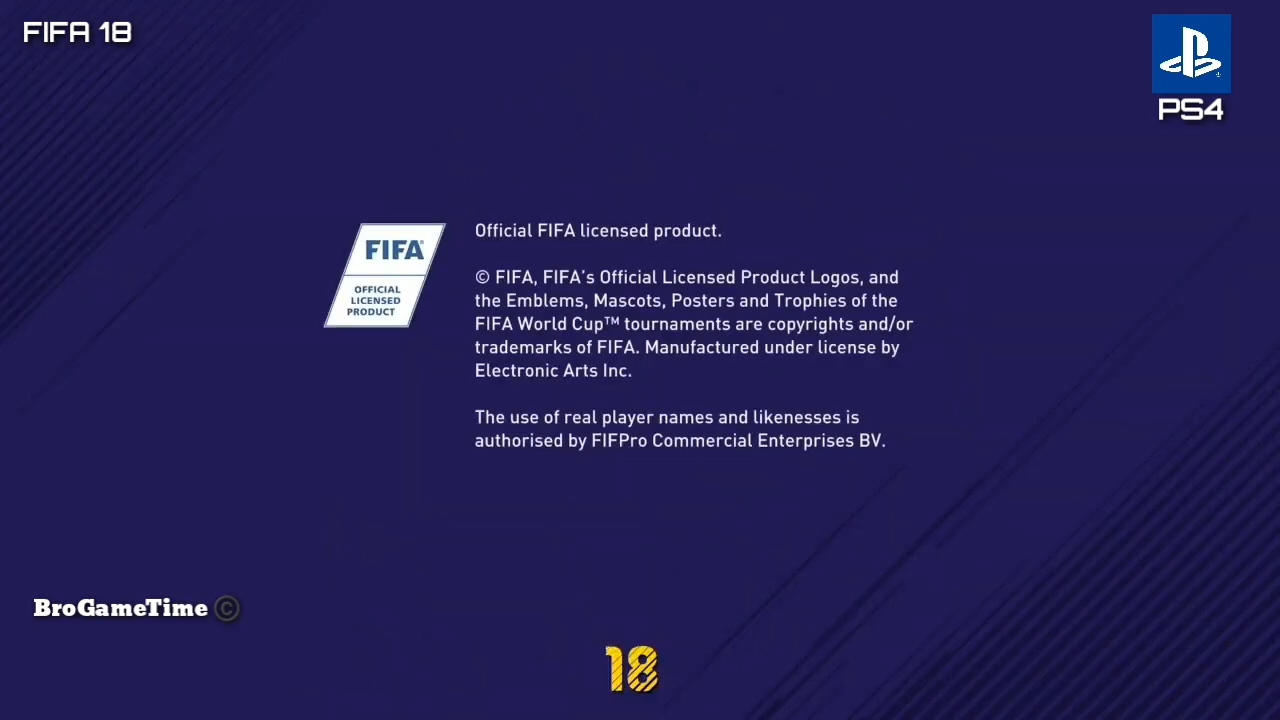 FIFA 18
PS4
FIFA
OFFICIAL
LICENSED
PRODUCT
Official FIFA licensed product.
© FIFA, FIFA's Official Licensed Product Logos, and
the Emblems, Mascots, Posters and Trophies of the
FIFA World Cup™ tournaments are copyrights and/or
trademarks of FIFA. Manufactured under license by
Electronic Arts Inc.
The use of real player names and likenesses is
authorised by FIFPro Commercial Enterprises BV.
BroGameTime ©
18